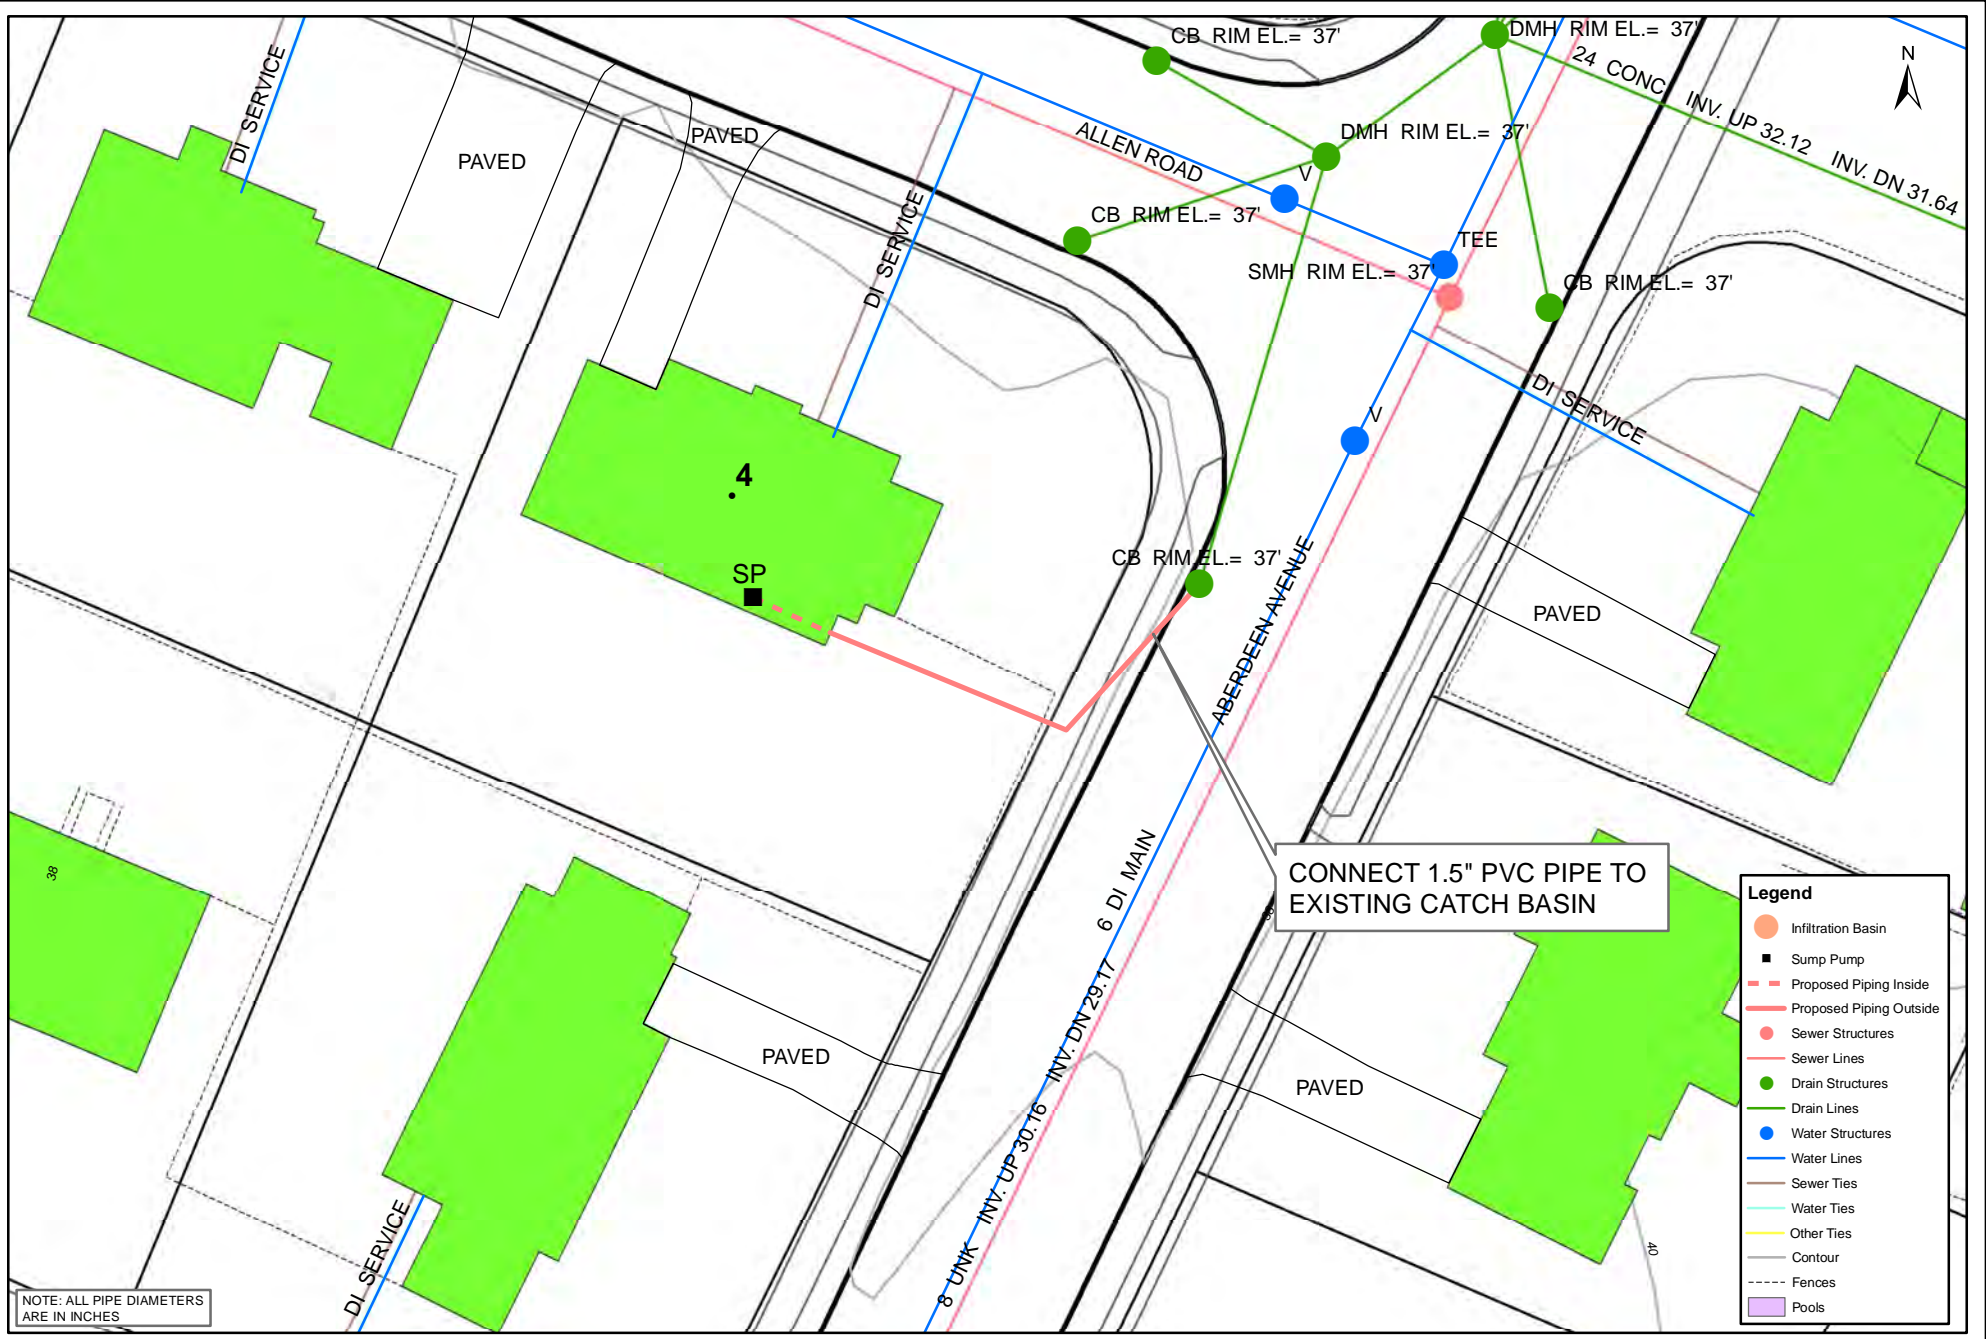 CB RIM EL.= 37'
DMH RIM EL.= 37'
24 CONC INV. UP 32.12 INV. DN 31.64
N
DI SERVICE
PAVED
PAVED
ALLEN ROAD
DMH RIM EL.= 37'
V
CB RIM EL.= 37'
DI SERVICE
TEE
SMH RIM EL.= 37'
CB RIM EL.= 37'
DI SERVICE
V
4
SP
CB RIM EL.= 37'
ABERDEEN AVENUE
PAVED
6 DI MAIN
CONNECT 1.5" PVC PIPE TO
EXISTING CATCH BASIN
38
PAVED
8 UNK INV. UP 30.16 INV. DN 29.17
PAVED
DI SERVICE
40
NOTE: ALL PIPE DIAMETERS
ARE IN INCHES
Legend
Infiltration Basin
Sump Pump
Proposed Piping Inside
Proposed Piping Outside
Sewer Structures
Sewer Lines
Drain Structures
Drain Lines
Water Structures
Water Lines
Sewer Ties
Water Ties
Other Ties
Contour
Fences
Pools